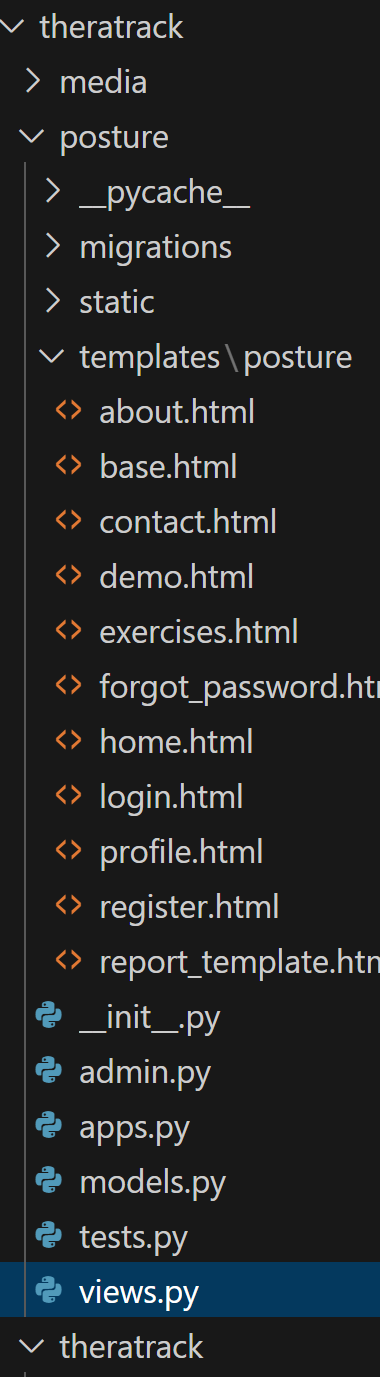 theratrack
media
posture
__pycache__
migrations
static
templates\posture
about.html
base.html
contact.html
demo.html
exercises.html
forgot_password.ht
home.html
login.html
profile.html
register.html
report_template.htm
__init__.py
admin.py
apps.py
models.py
tests.py
views.py
theratrack